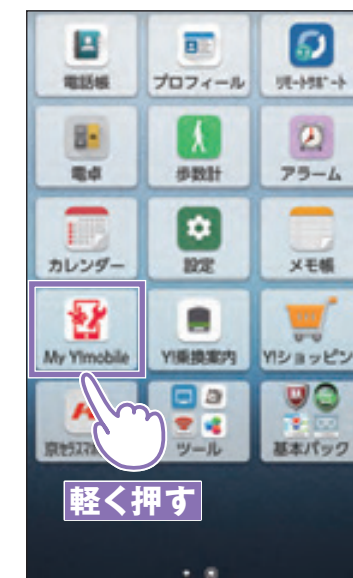 電話帳 プロフィール リモートサポート
電卓 歩数計 アラーム
カレンダー 設定 メモ帳
My Y!mobile Y!乗換案内 Y!ショッピン
京セラ ツール 基本パック
軽く押す